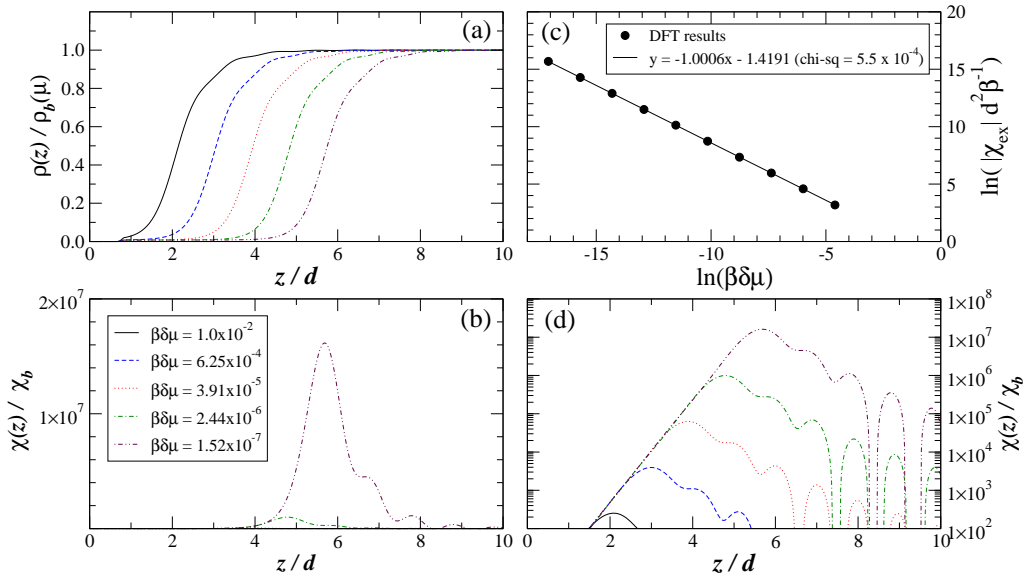 (a)
1.0
0.8
0.6
0.4
0.2
0.0
ρ(z) / ρ_b(μ)
0 2 4 6 8 10
z / d
(c)
● DFT results
— y = -1.0006x - 1.4191 (chi-sq = 5.5 x 10^-4)
20
15
10
5
0
ln( |χ_ex| d^2β^-1)
-15 -10 -5 0
ln(βδμ)
(b)
2×10^7
1×10^7
χ(z) / χ_b
βδμ = 1.0x10^-2
βδμ = 6.25x10^-4
βδμ = 3.91x10^-5
βδμ = 2.44x10^-6
βδμ = 1.52x10^-7
0 2 4 6 8 10
z / d
(d)
1×10^8
1×10^7
1×10^6
1×10^5
1×10^4
1×10^3
1×10^2
χ(z) / χ_b
0 2 4 6 8 10
z / d